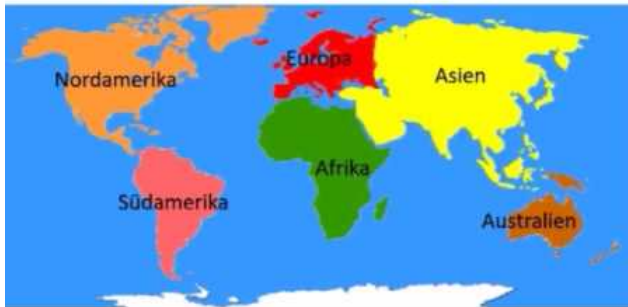 Europa
Nordamerika
Asien
Afrika
Südamerika
Australien